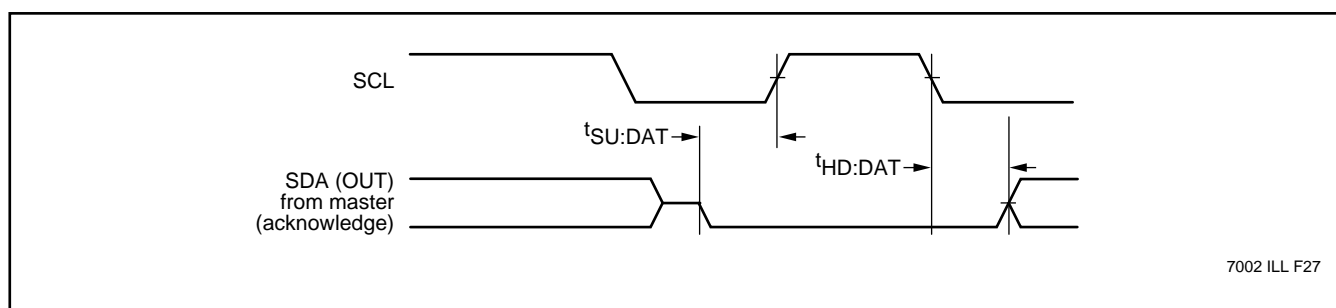 SCL
tSU:DAT
tHD:DAT
SDA (OUT)
from master
(acknowledge)
7002 ILL F27